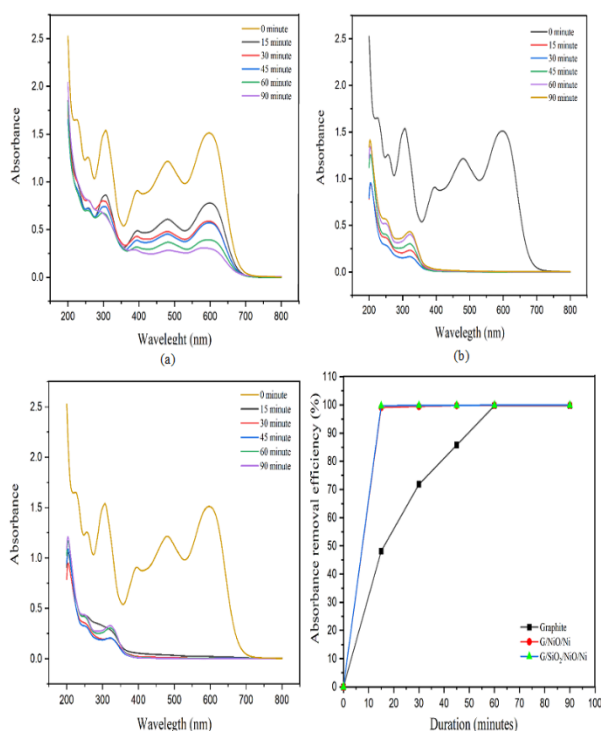 0 minute
15 minute
30 minute
45 minute
60 minute
90 minute
2.5
2.0
1.5
1.0
0.5
0.0
Absorbance
200 300 400 500 600 700 800
Waveleeht (nm)
(a)
0 minute
15 minute
30 minute
45 minute
60 minute
90 minute
2.5
2.0
1.5
1.0
0.5
0.0
Absorbance
200 300 400 500 600 700 800
Wavelegth (nm)
(b)
0 minute
15 minute
30 minute
45 minute
60 minute
90 minute
2.5
2.0
1.5
1.0
0.5
0.0
Absorbance
200 300 400 500 600 700 800
Wavelegth (nm)
110
100
90
80
70
60
50
40
30
20
10
0
Absorbance removal efficiency (%)
Graphite
G/NiO/Ni
G/SiO₂/NiO/Ni
0 10 20 30 40 50 60 70 80 90 100
Duration (minutes)